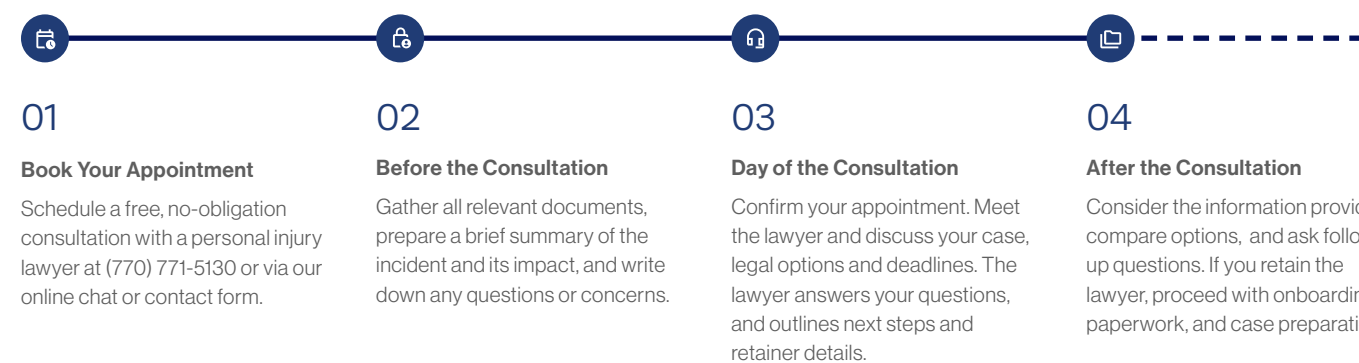 01
Book Your Appointment
Schedule a free, no-obligation
consultation with a personal injury
lawyer at (770) 771-5130 or via our
online chat or contact form.
02
Before the Consultation
Gather all relevant documents,
prepare a brief summary of the
incident and its impact, and write
down any questions or concerns.
03
Day of the Consultation
Confirm your appointment. Meet
the lawyer and discuss your case,
legal options and deadlines. The
lawyer answers your questions,
and outlines next steps and
retainer details.
04
After the Consultation
Consider the information
compare options, and ask
up questions. If you retain the
lawyer, proceed with
paperwork, and case